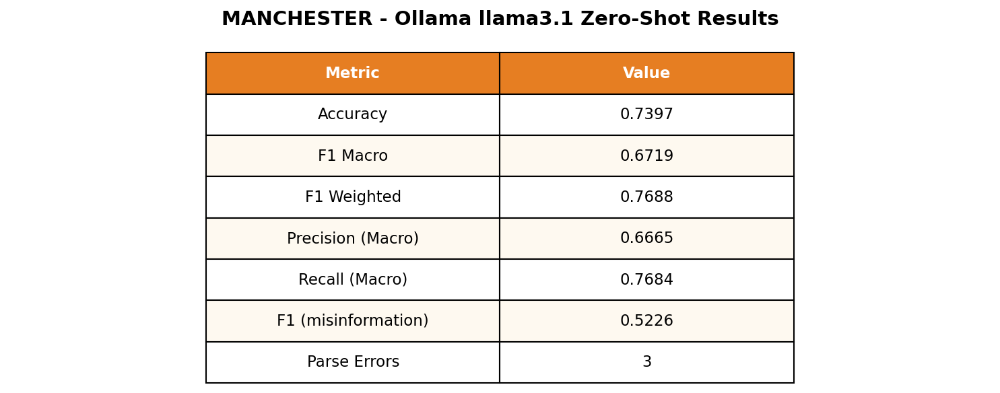 MANCHESTER - Ollama llama3.1 Zero-Shot Results
Metric Value
Accuracy 0.7397
F1 Macro 0.6719
F1 Weighted 0.7688
Precision (Macro) 0.6665
Recall (Macro) 0.7684
F1 (misinformation) 0.5226
Parse Errors 3